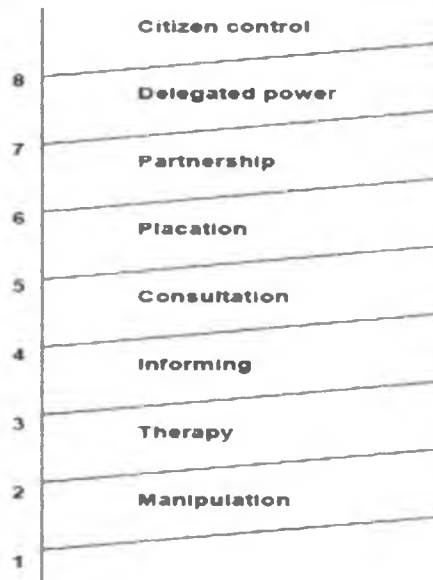 Citizen control
8
Delegated power
7
Partnership
6
Placation
5
Consultation
4
Informing
3
Therapy
2
Manipulation
1